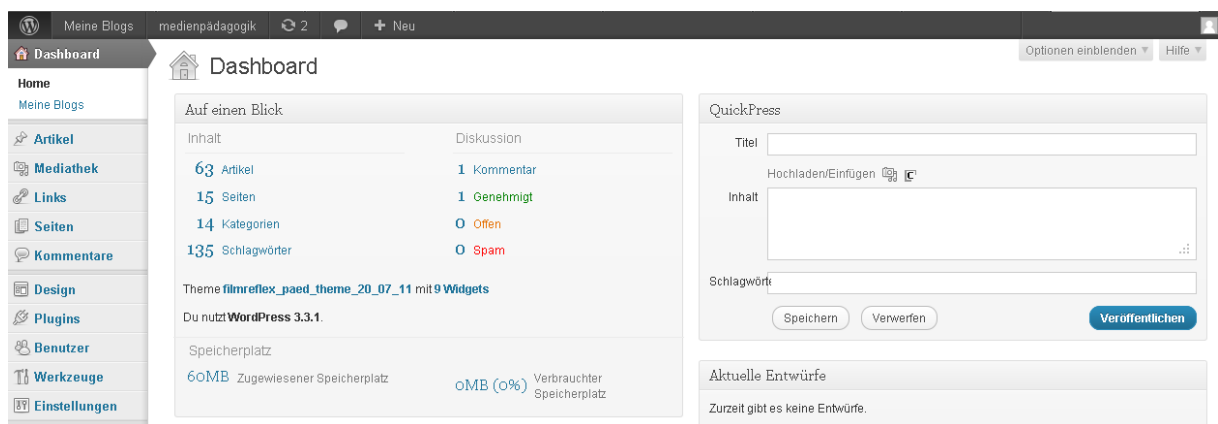 Meine Blogs medienpädagogik 2 Neu
Dashboard
Home
Meine Blogs
Artikel
Mediathek
Links
Seiten
Kommentare
Design
Plugins
Benutzer
Werkzeuge
Einstellungen
Optionen einblenden Hilfe
Dashboard
Auf einen Blick
Inhalt Diskussion
63 Artikel 1 Kommentar
15 Seiten 1 Genehmigt
14 Kategorien 0 Offen
135 Schlagwörter 0 Spam
Theme filmreflex_paed_theme_20_07_11 mit 9 Widgets
Du nutzt WordPress 3.3.1.
Speicherplatz
60MB Zugewiesener Speicherplatz 0MB (0%) Verbrauchter
Speicherplatz
QuickPress
Titel
Hochladen/Einfügen
Inhalt
Schlagwörte
Speichern Verwerfen Veröffentlichen
Aktuelle Entwürfe
Zurzeit gibt es keine Entwürfe.